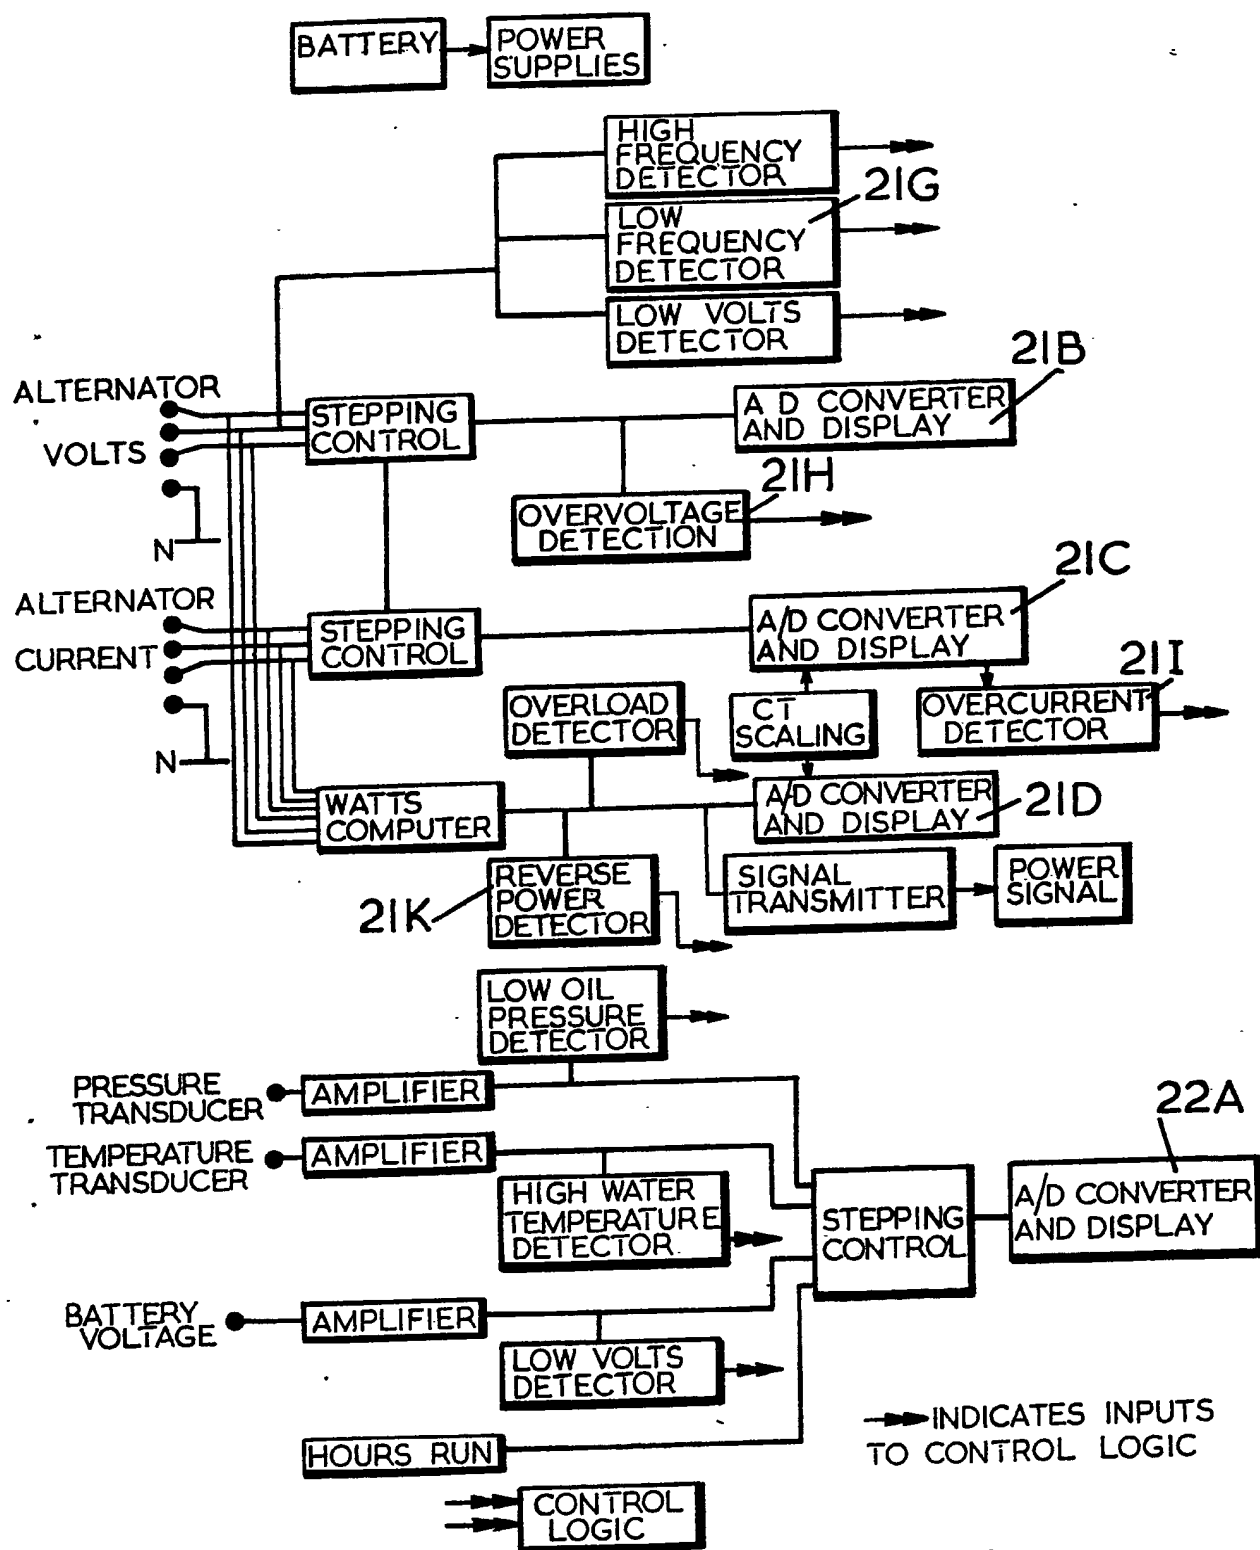 BATTERY
POWER
SUPPLIES
HIGH
FREQUENCY
DETECTOR
21G
LOW
FREQUENCY
DETECTOR
LOW VOLTS
DETECTOR
21B
ALTERNATOR
VOLTS
N
STEPPING
CONTROL
A D CONVERTER
AND DISPLAY
21H
OVERVOLTAGE
DETECTION
21C
ALTERNATOR
CURRENT
N
STEPPING
CONTROL
A/D CONVERTER
AND DISPLAY
21I
OVERLOAD
DETECTOR
CT
SCALING
OVERCURRENT
DETECTOR
WATTS
COMPUTER
A/D CONVERTER
AND DISPLAY
21D
21K
REVERSE
POWER
DETECTOR
SIGNAL
TRANSMITTER
POWER
SIGNAL
LOW OIL
PRESSURE
DETECTOR
PRESSURE
TRANSDUCER
AMPLIFIER
22A
TEMPERATURE
TRANSDUCER
AMPLIFIER
HIGH WATER
TEMPERATURE
DETECTOR
STEPPING
CONTROL
A/D CONVERTER
AND DISPLAY
BATTERY
VOLTAGE
AMPLIFIER
LOW VOLTS
DETECTOR
HOURS RUN
INDICATES INPUTS
TO CONTROL LOGIC
CONTROL
LOGIC